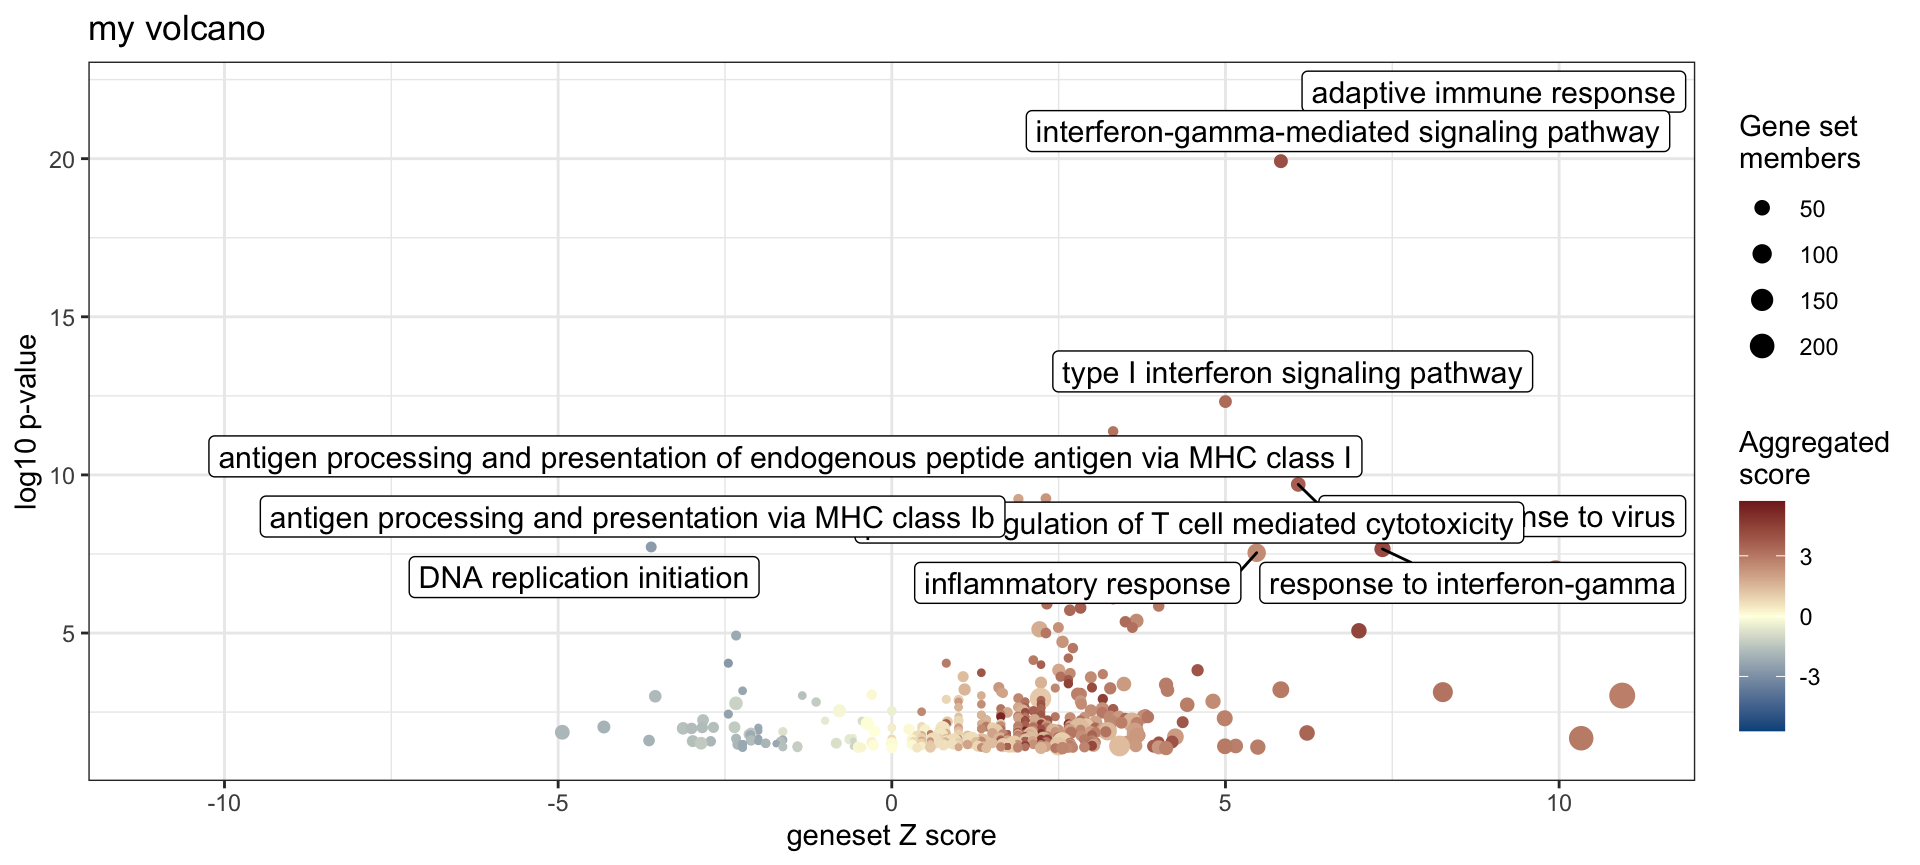 my volcano
adaptive immune response
interferon-gamma-mediated signaling pathway
type I interferon signaling pathway
antigen processing and presentation of endogenous peptide antigen via MHC class I
antigen processing and presentation via MHC class Ib
of T cell mediated cytotoxicity
to virus
DNA replication initiation
inflammatory response
response to interferon-gamma
20
15
10
5
log10 p-value
-10
-5
0
5
10
geneset Z score
Gene set
members
50
100
150
200
Aggregated
score
3
0
-3